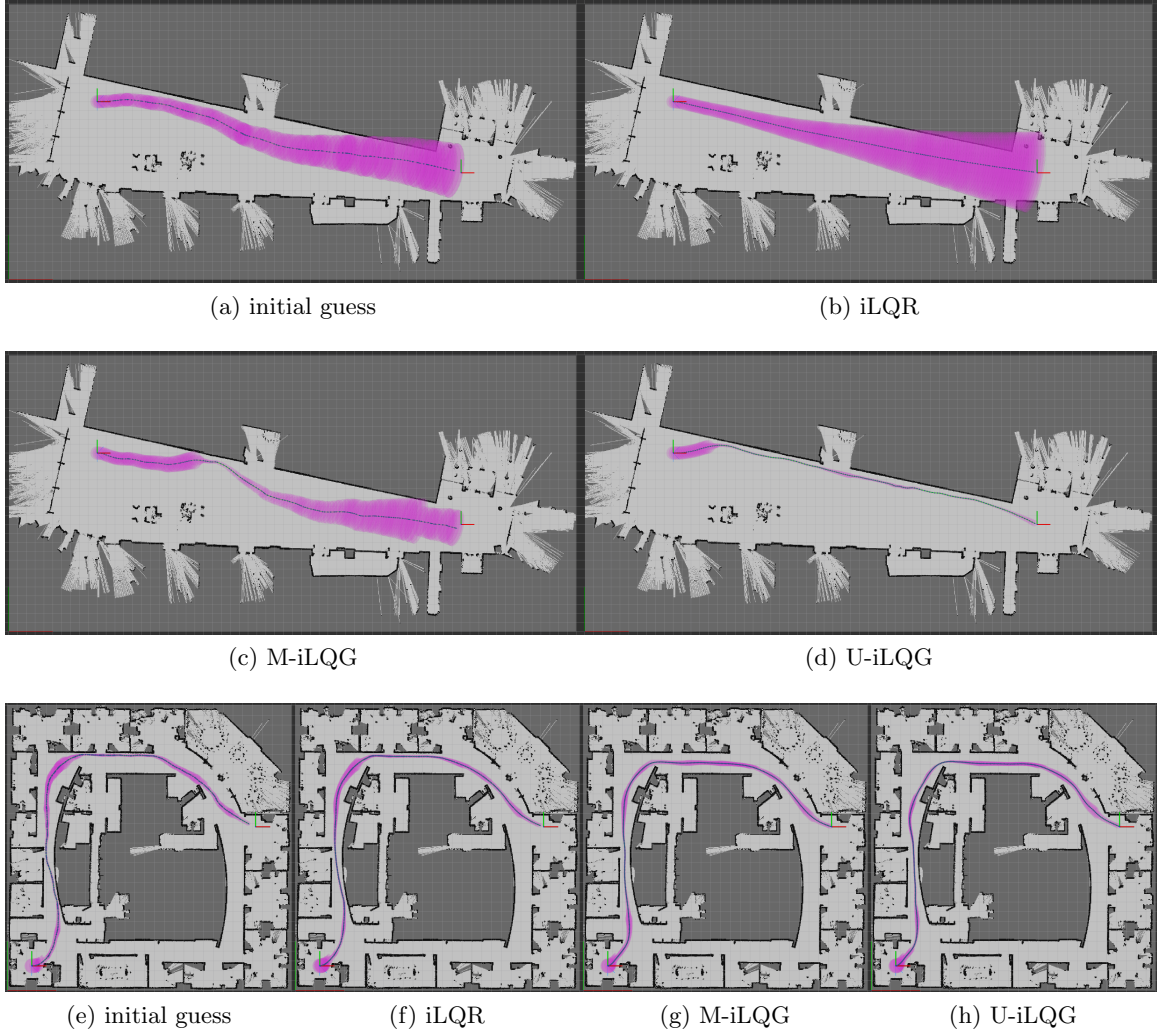 (a) initial guess
(b) iLQR
(c) M-iLQG
(d) U-iLQG
(e) initial guess
(f) iLQR
(g) M-iLQG
(h) U-iLQG